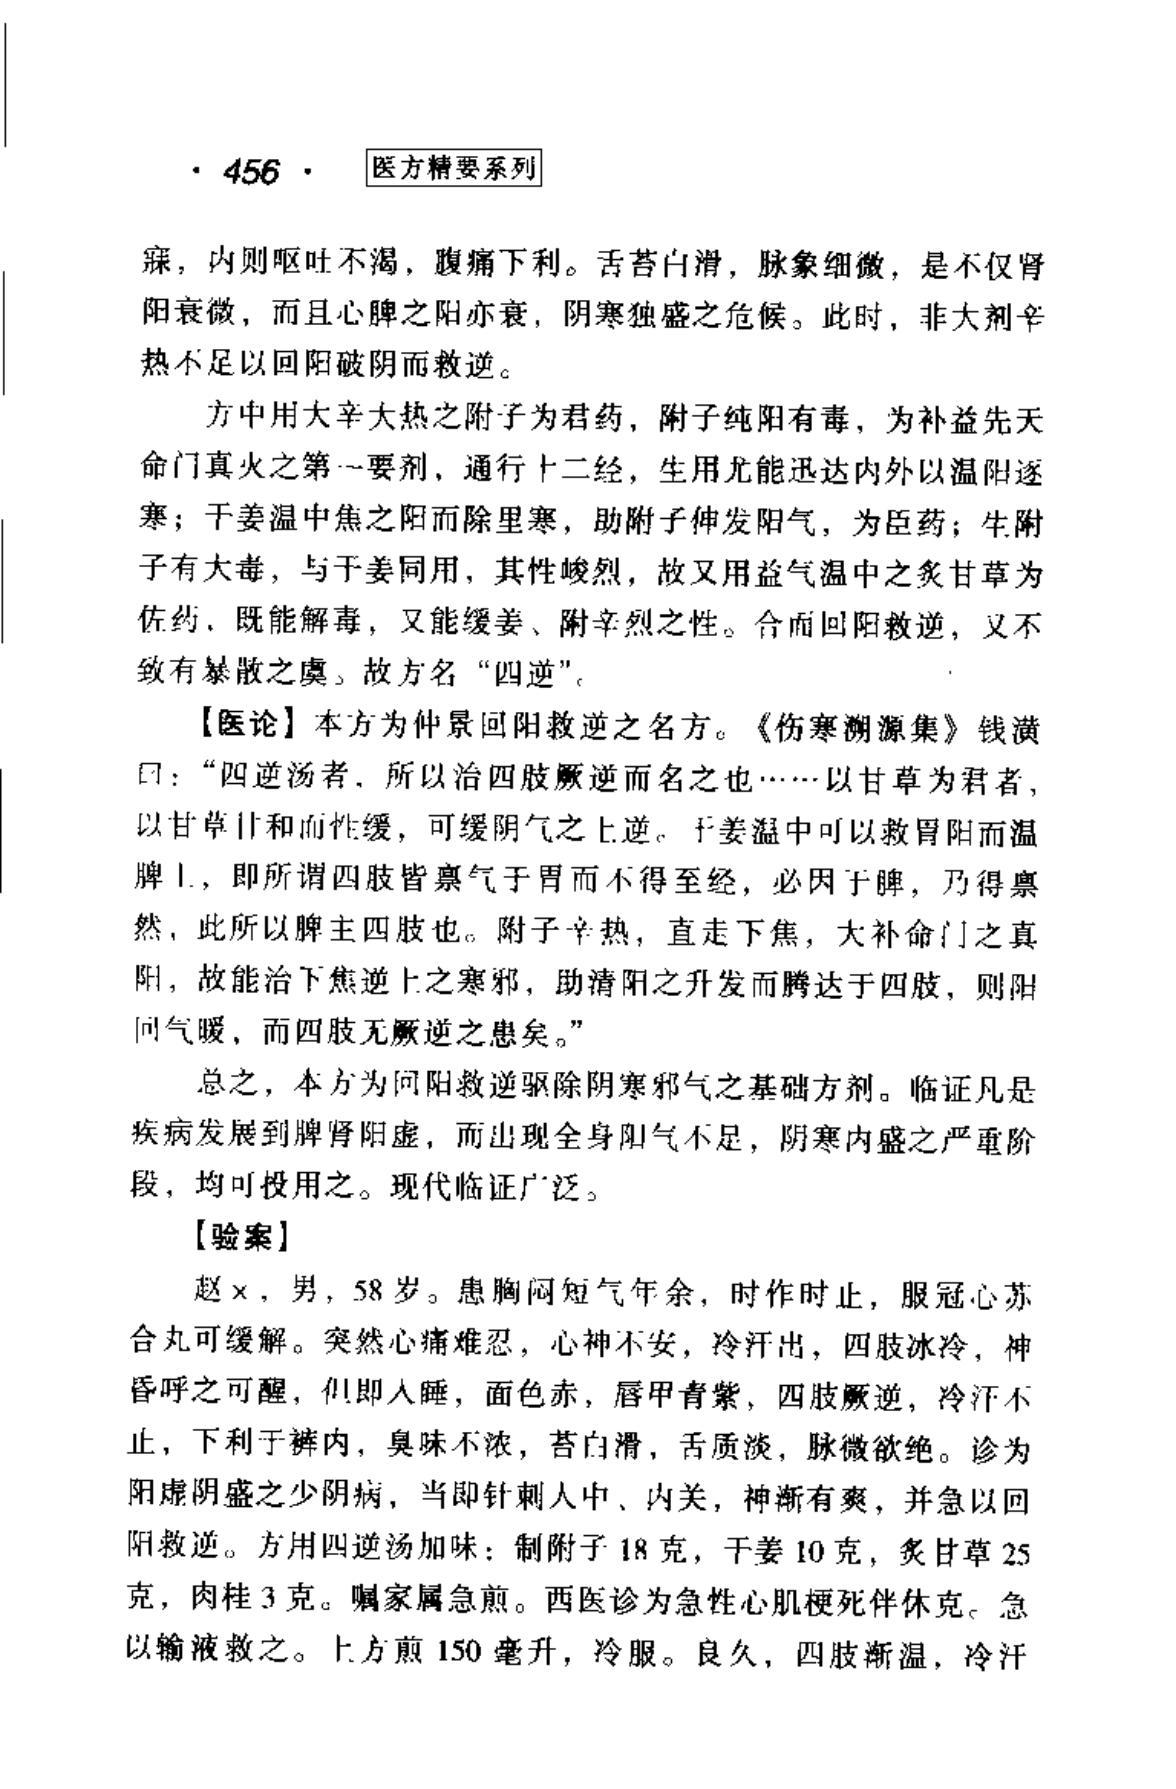 · 456 · 医方精要系列
寐，内则呕吐不渴，腹痛下利。舌苔白滑，脉象细微，是不仅肾
阳衰微，而且心脾之阳亦衰，阴寒独盛之危候。此时，非大剂辛
热不足以回阳破阴而救逆。
方中用大辛大热之附子为君药，附子纯阳有毒，为补益先天
命门真火之第一要剂，通行十二经，生用尤能迅达内外以温阳逐
寒；干姜温中焦之阳而除里寒，助附子伸发阳气，为臣药；生附
子有大毒，与干姜同用，其性峻烈，故又用益气温中之炙甘草为
佐药，既能解毒，又能缓姜、附辛烈之性。合而回阳救逆，又不
致有暴散之虞。故方名“四逆”。
【医论】本方为仲景回阳救逆之名方。《伤寒溯源集》钱潢
曰：“四逆汤者，所以治四肢厥逆而名之也……以甘草为君者，
以甘草甘和而性缓，可缓阴气之上逆。干姜温中可以救胃阳而温
脾土，即所谓四肢皆禀气于胃而不得至经，必因于脾，乃得禀
然，此所以脾主四肢也。附子辛热，直走下焦，大补命门之真
阳，故能治下焦逆上之寒邪，助清阳之升发而腾达于四肢，则阳
回气暖，而四肢无厥逆之患矣。”
总之，本方为回阳救逆驱除阴寒邪气之基础方剂。临证凡是
疾病发展到脾肾阳虚，而出现全身阳气不足，阴寒内盛之严重阶
段，均可投用之。现代临证广泛。
【验案】
赵×，男，58岁。患胸闷短气年余，时作时止，服冠心苏
合丸可缓解。突然心痛难忍，心神不安，冷汗出，四肢冰冷，神
昏呼之可醒，但即入睡，面色赤，唇甲青紫，四肢厥逆，冷汗不
止，下利于裤内，臭味不浓，苔白滑，舌质淡，脉微欲绝。诊为
阳虚阴盛之少阴病，当即针刺人中、内关，神渐有爽，并急以回
阳救逆。方用四逆汤加味：制附子18克，干姜10克，炙甘草25
克，肉桂3克。嘱家属急煎。西医诊为急性心肌梗死伴休克。急
以输液救之。上方煎150毫升，冷服。良久，四肢渐温，冷汗